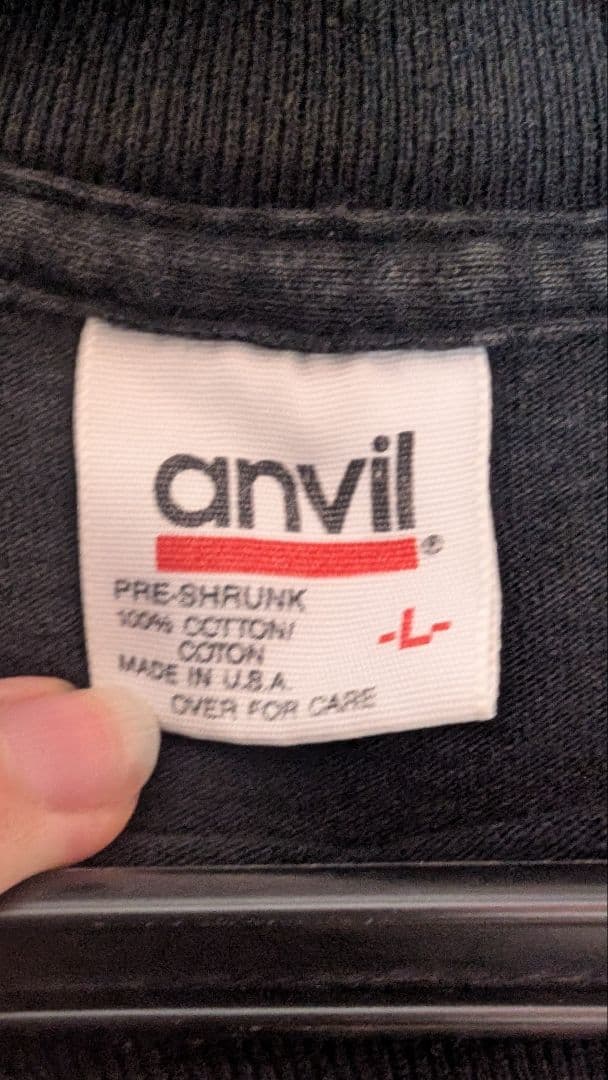 anvil®
PRE-SHRUNK
100% COTTON/
COTON
-L-
MADE IN U.S.A.
OVER FOR CARE